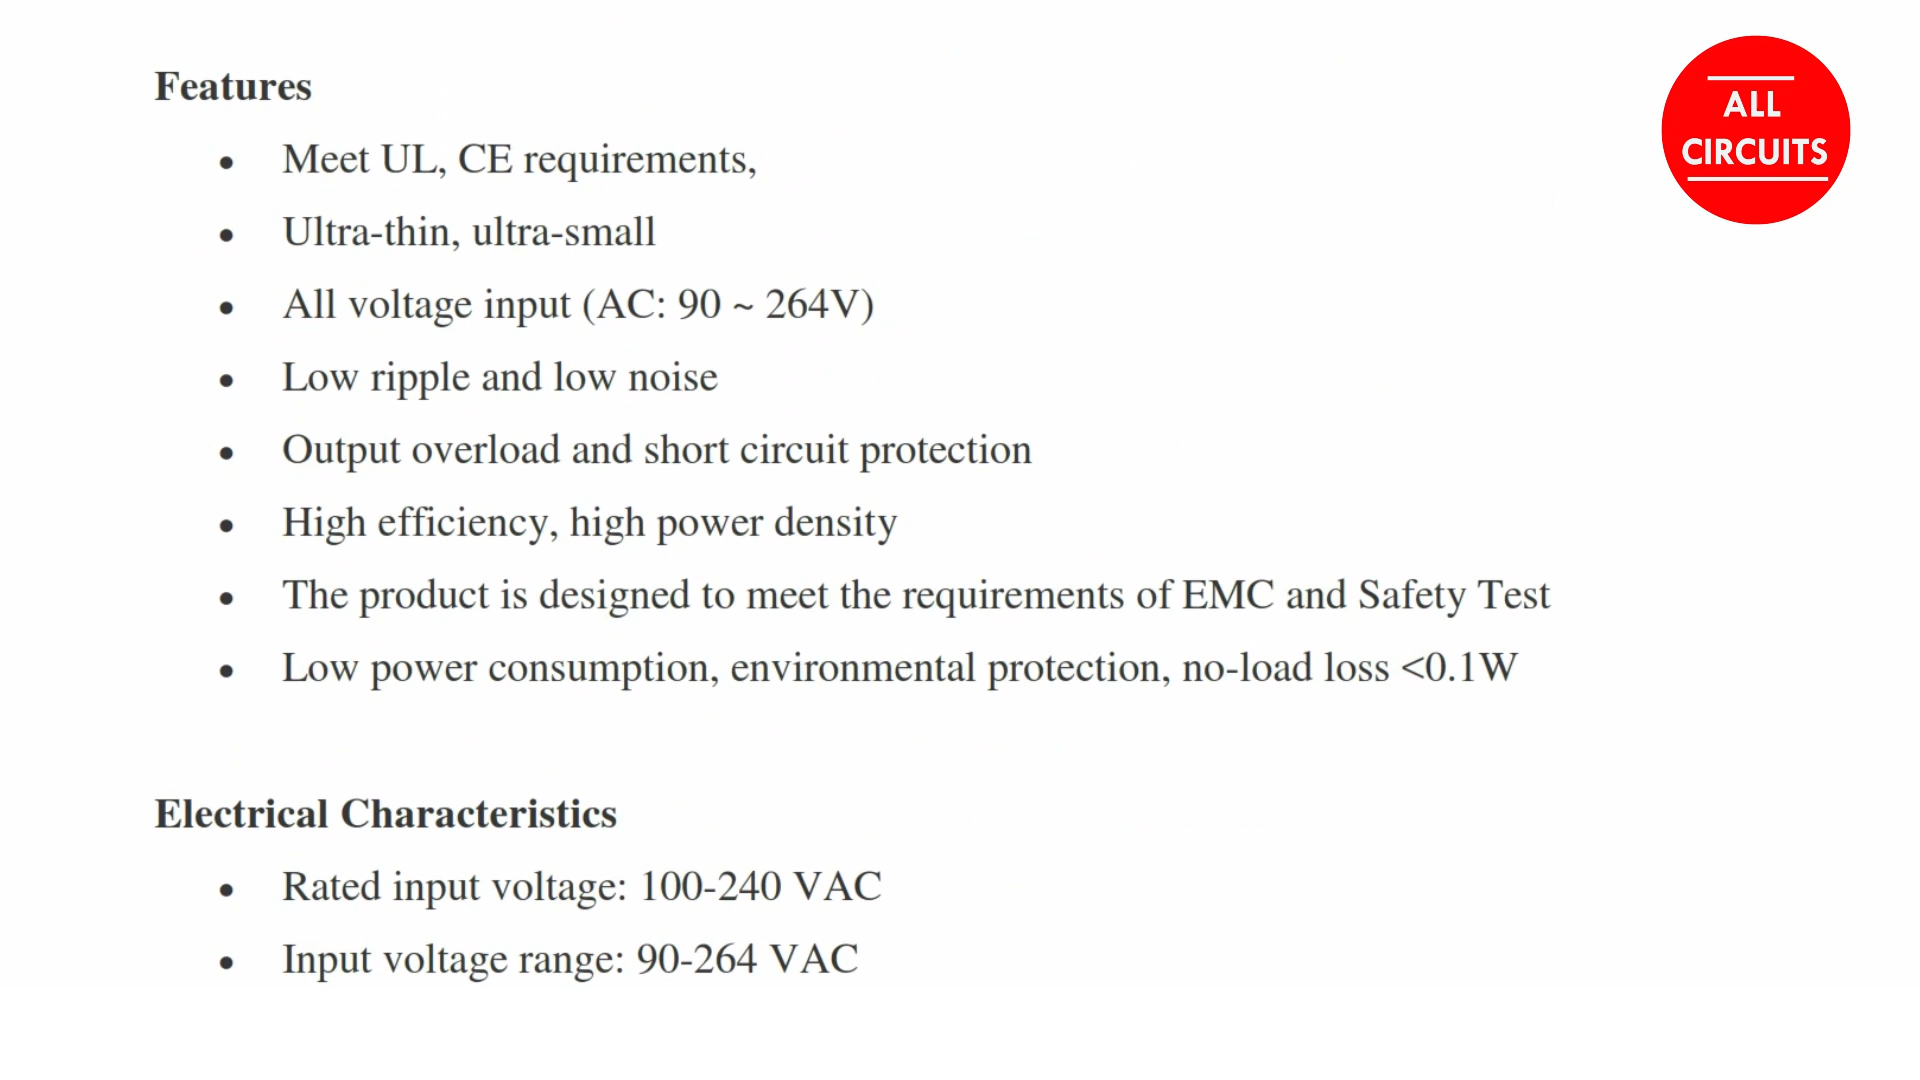 Features
ALL
CIRCUITS
• Meet UL, CE requirements,
• Ultra-thin, ultra-small
• All voltage input (AC: 90 ~ 264V)
• Low ripple and low noise
• Output overload and short circuit protection
• High efficiency, high power density
• The product is designed to meet the requirements of EMC and Safety Test
• Low power consumption, environmental protection, no-load loss <0.1W
Electrical Characteristics
• Rated input voltage: 100-240 VAC
• Input voltage range: 90-264 VAC